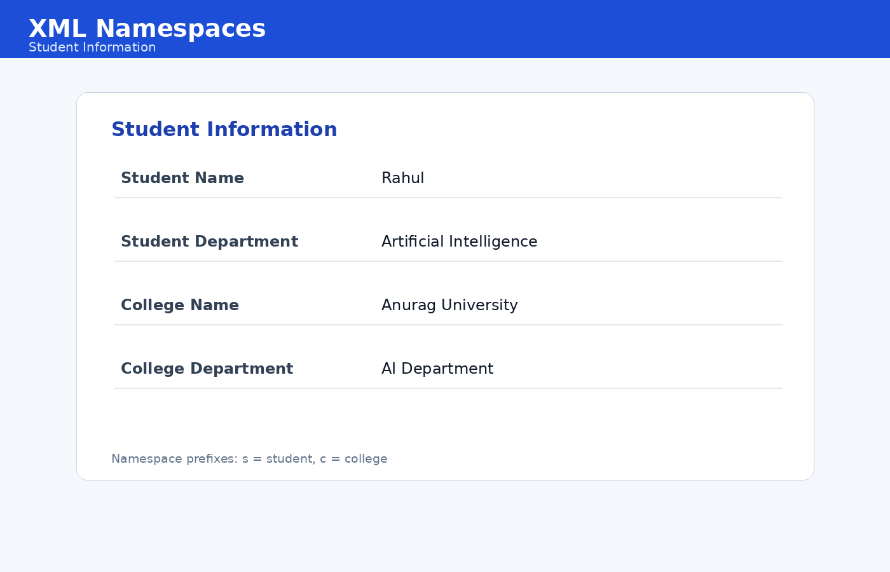 XML Namespaces
Student Information
Student Information
Student Name Rahul
Student Department Artificial Intelligence
College Name Anurag University
College Department AI Department
Namespace prefixes: s = student, c = college